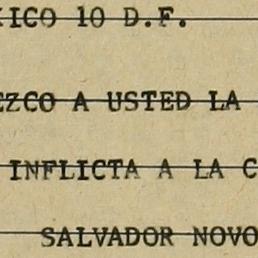 XICO 10 D.F.
EZCO A USTED LA
INFLICTA A LA C
SALVADOR NOVO